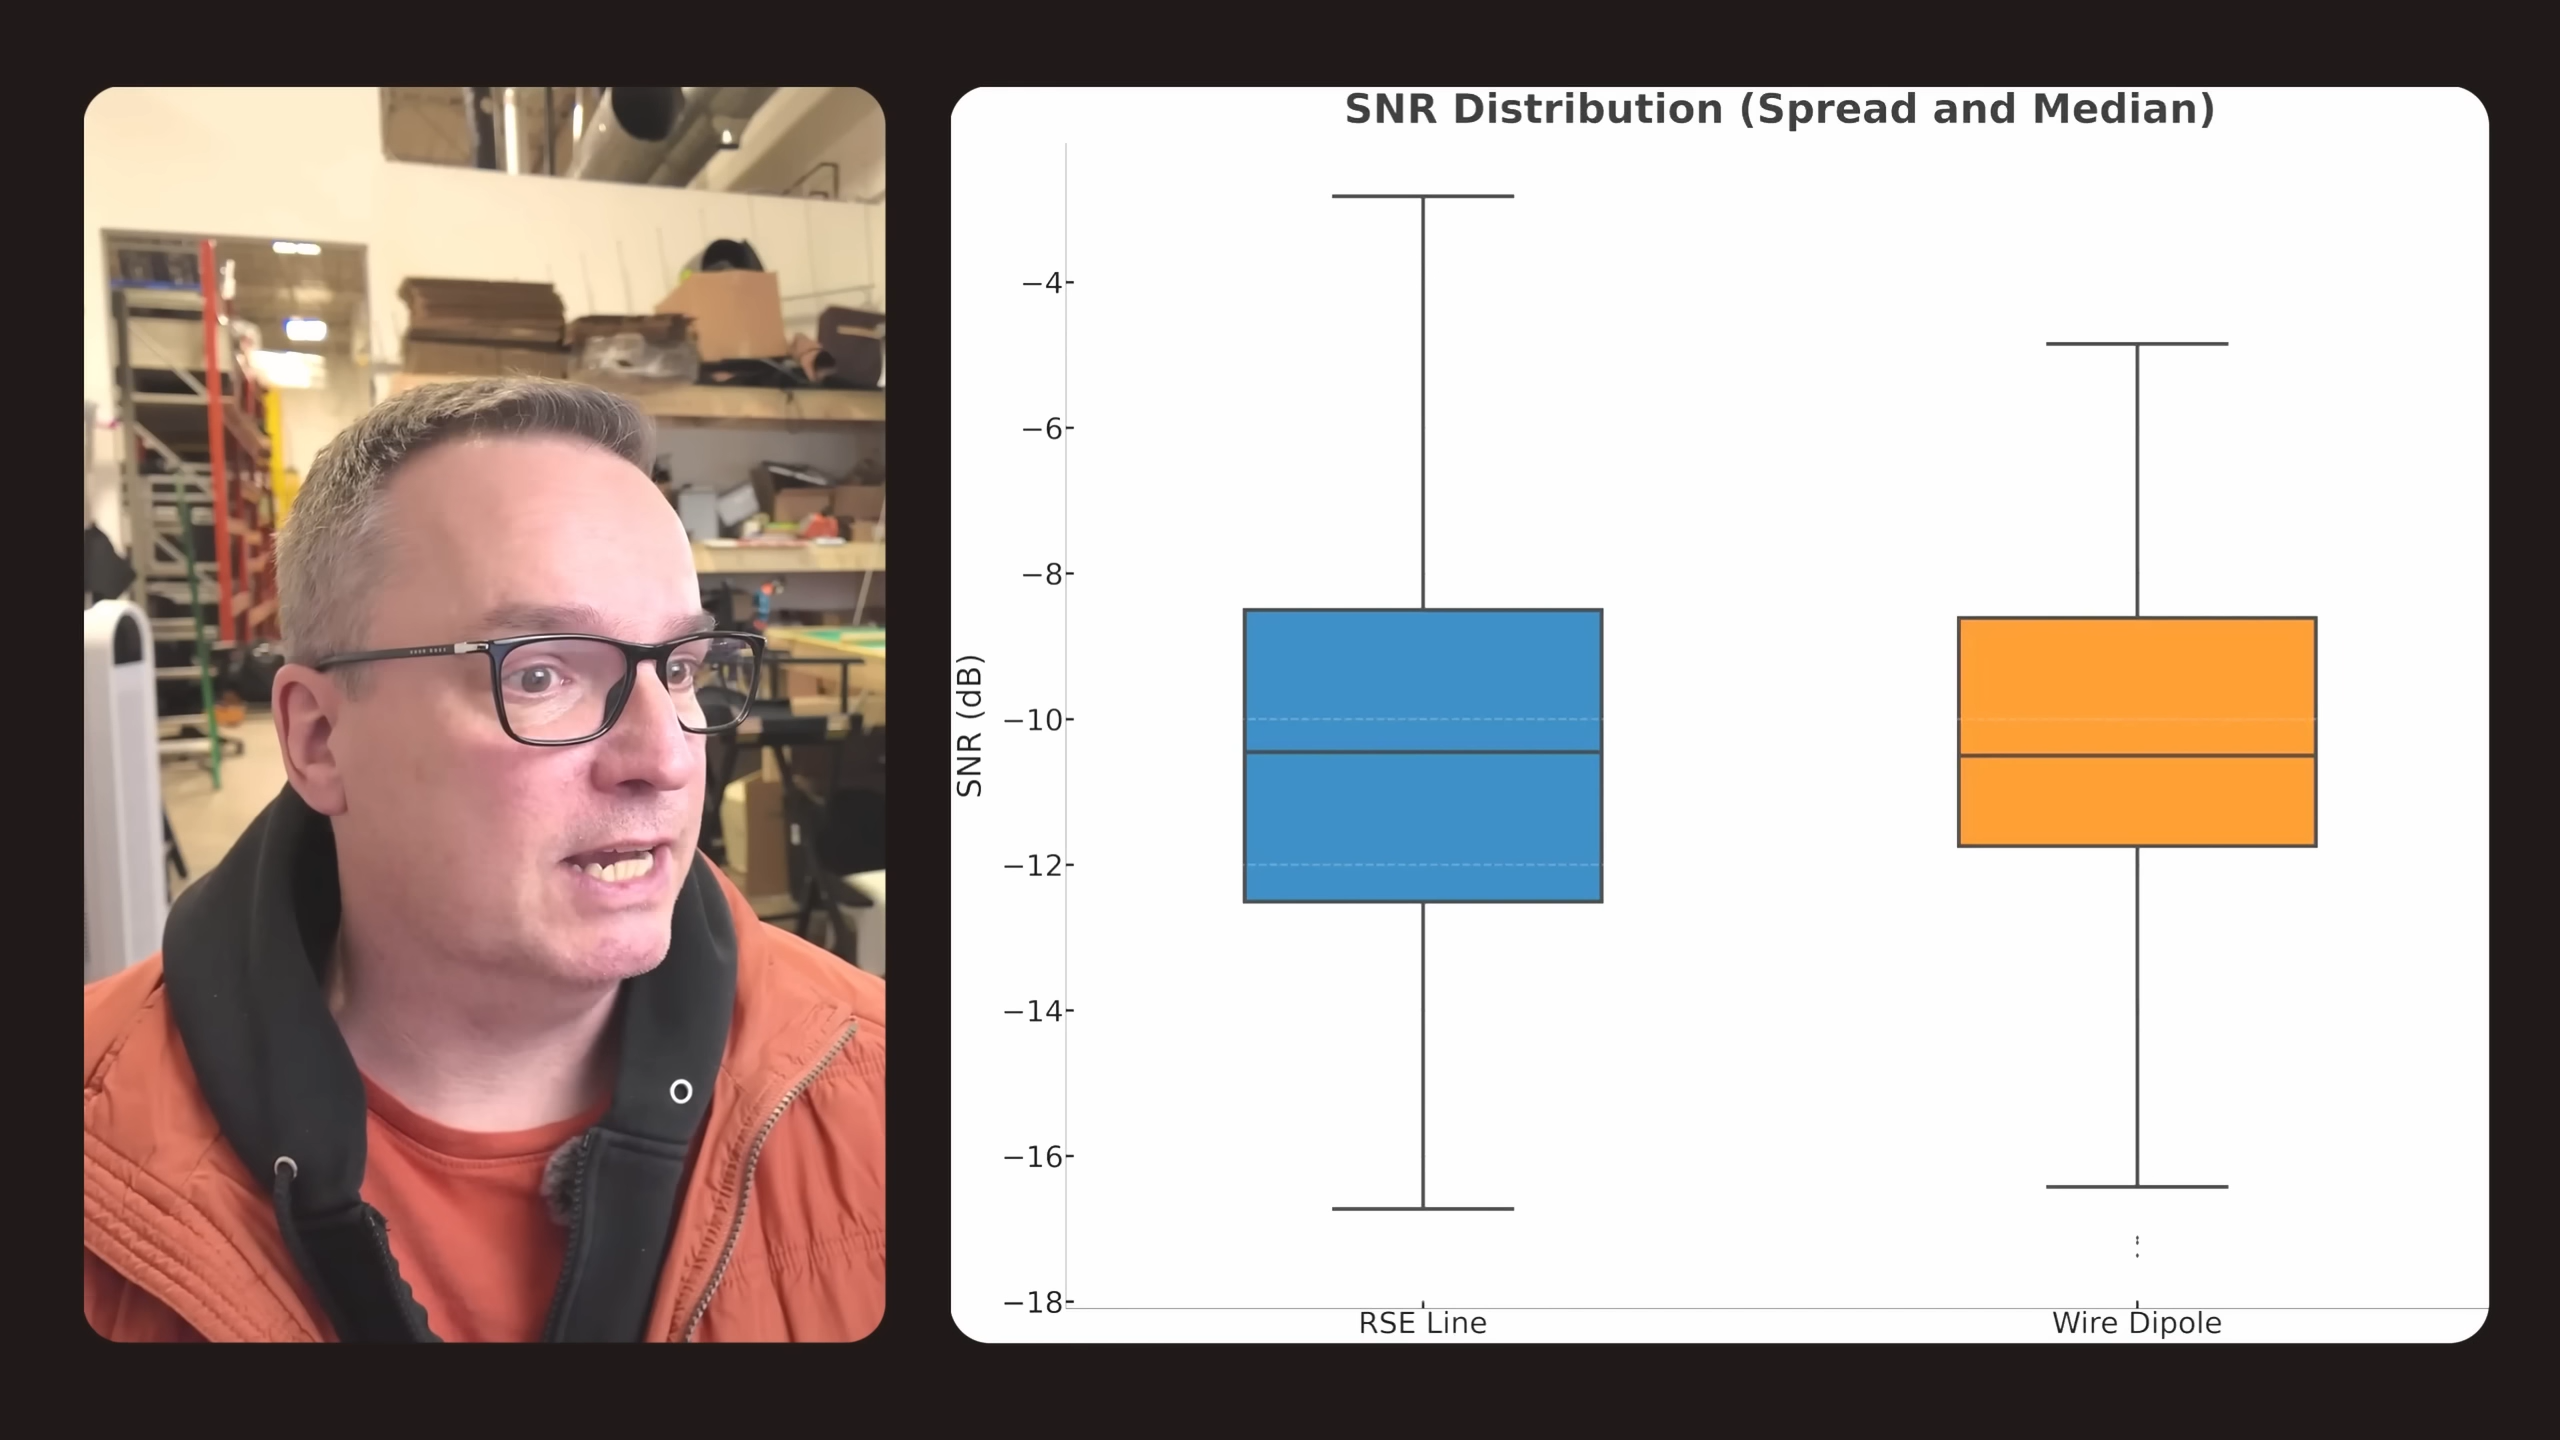 SNR Distribution (Spread and Median)
SNR (dB)
−4
−6
−8
−10
−12
−14
−16
−18
RSE Line
Wire Dipole